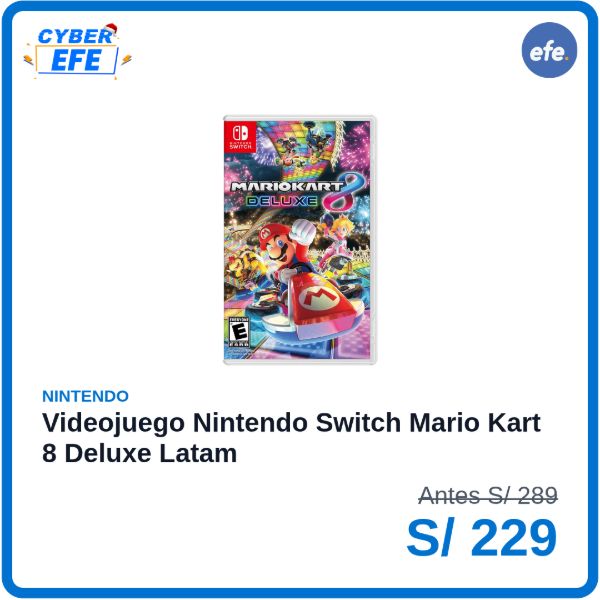 CYBER
EFE
efe.
NINTENDO
SWITCH
MARIOKART 8
DELUXE
M
EVERYONE
E
NINTENDO
Videojuego Nintendo Switch Mario Kart
8 Deluxe Latam
Antes S/ 289
S/ 229